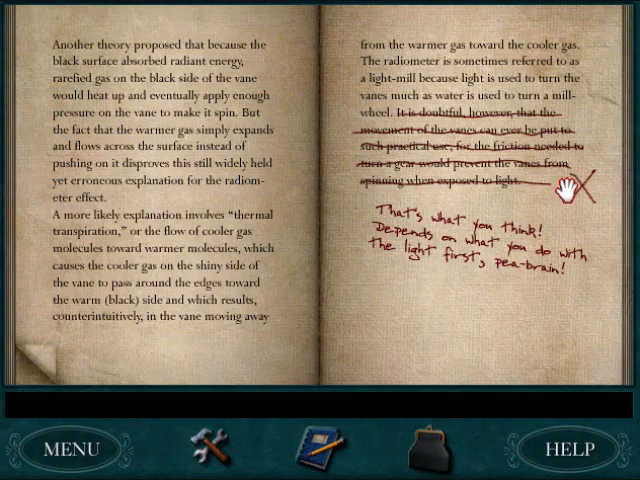 Another theory proposed that because the
black surface absorbed radiant energy,
rarefied gas on the black side of the vane
would heat up and eventually apply enough
pressure on the vane to make it spin. But
the fact that the warmer gas simply expands
and flows across the surface instead of
pushing on it disproves this still widely held
yet erroneous explanation for the radiom-
eter effect.
A more likely explanation involves “thermal
transpiration,” or the flow of cooler gas
molecules toward warmer molecules, which
causes the cooler gas on the shiny side of
the vane to pass around the edges toward
the warm (black) side and which results,
counterintuitively, in the vane moving away
from the warmer gas toward the cooler gas.
The radiometer is sometimes referred to as
a light-mill because light is used to turn the
vanes much as water is used to turn a mill-
wheel. It is doubtful, however, that the
movement of the vanes can ever be put to
such practical use, for the friction needed to
turn a gear would prevent the vanes from
spinning when exposed to light.
That's what you think!
Depends on what you do with
the light first, pea-brain!
MENU
HELP